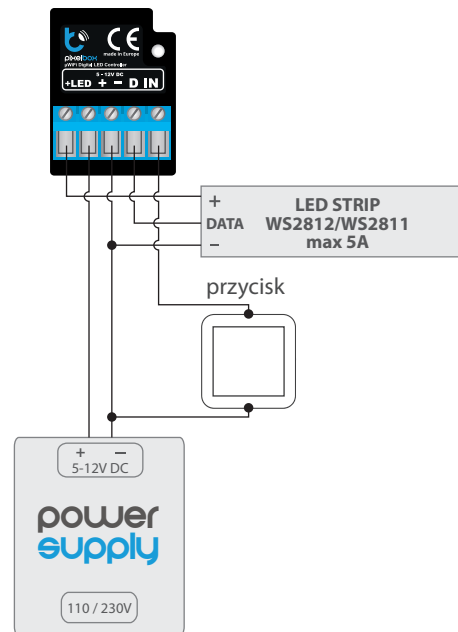 CE
made in Europe
pixelbox
µWiFi Digital LED Controller
5 - 12V DC
+LED + − D IN
+
LED STRIP
DATA
WS2812/WS2811
−
max 5A
przycisk
+ −
5-12V DC
power
supply
110 / 230V